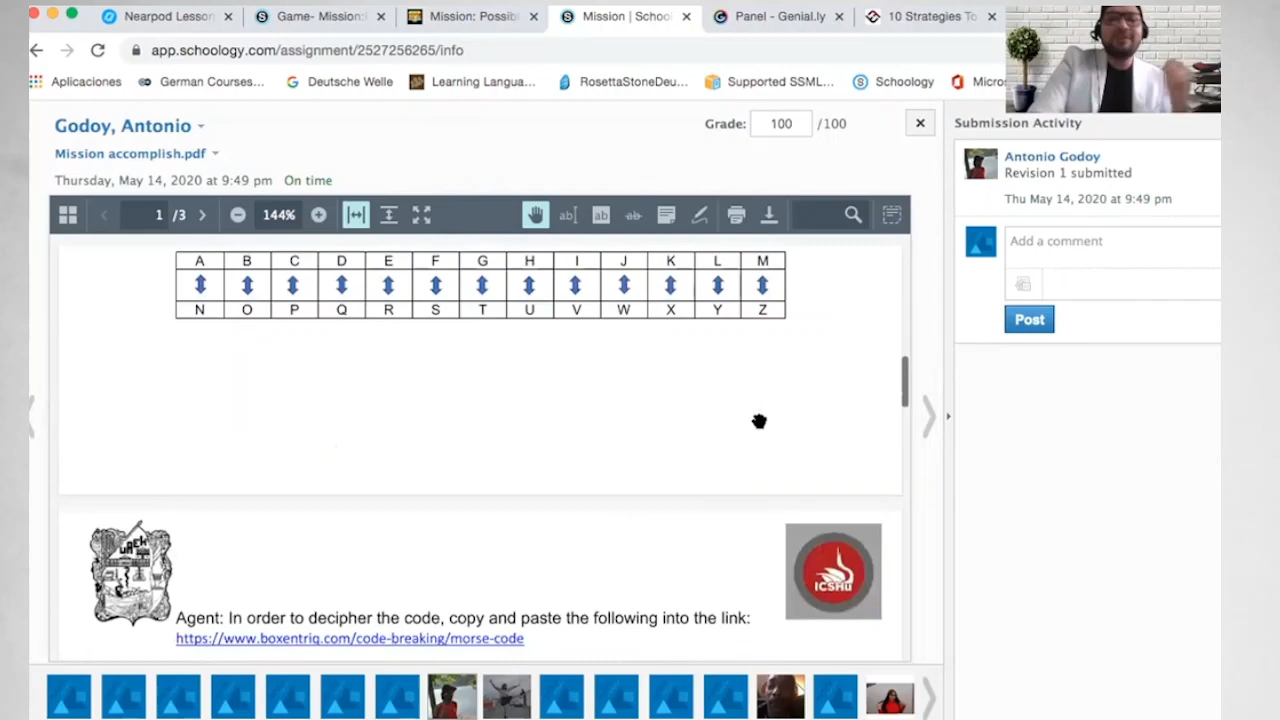 Nearpod Lesson
Game- Mission:
Mission: Possib
Mission | Schoo
Panel - Genial.ly
10 Strategies To
app.schoology.com/assignment/2527256265/info
Aplicaciones
German Courses...
Deutsche Welle
Learning Langua...
RosettaStoneDeu...
Supported SSML...
Schoology
Micros
Godoy, Antonio
Grade: 100 /100
Mission accomplish.pdf
Thursday, May 14, 2020 at 9:49 pm On time
1 /3
144%
A B C D E F G H I J K L M
N O P Q R S T U V W X Y Z
UAEH
ICSHu
Agent: In order to decipher the code, copy and paste the following into the link:
https://www.boxentriq.com/code-breaking/morse-code
Submission Activity
Antonio Godoy
Revision 1 submitted
Thu May 14, 2020 at 9:49 pm
Add a comment
Post